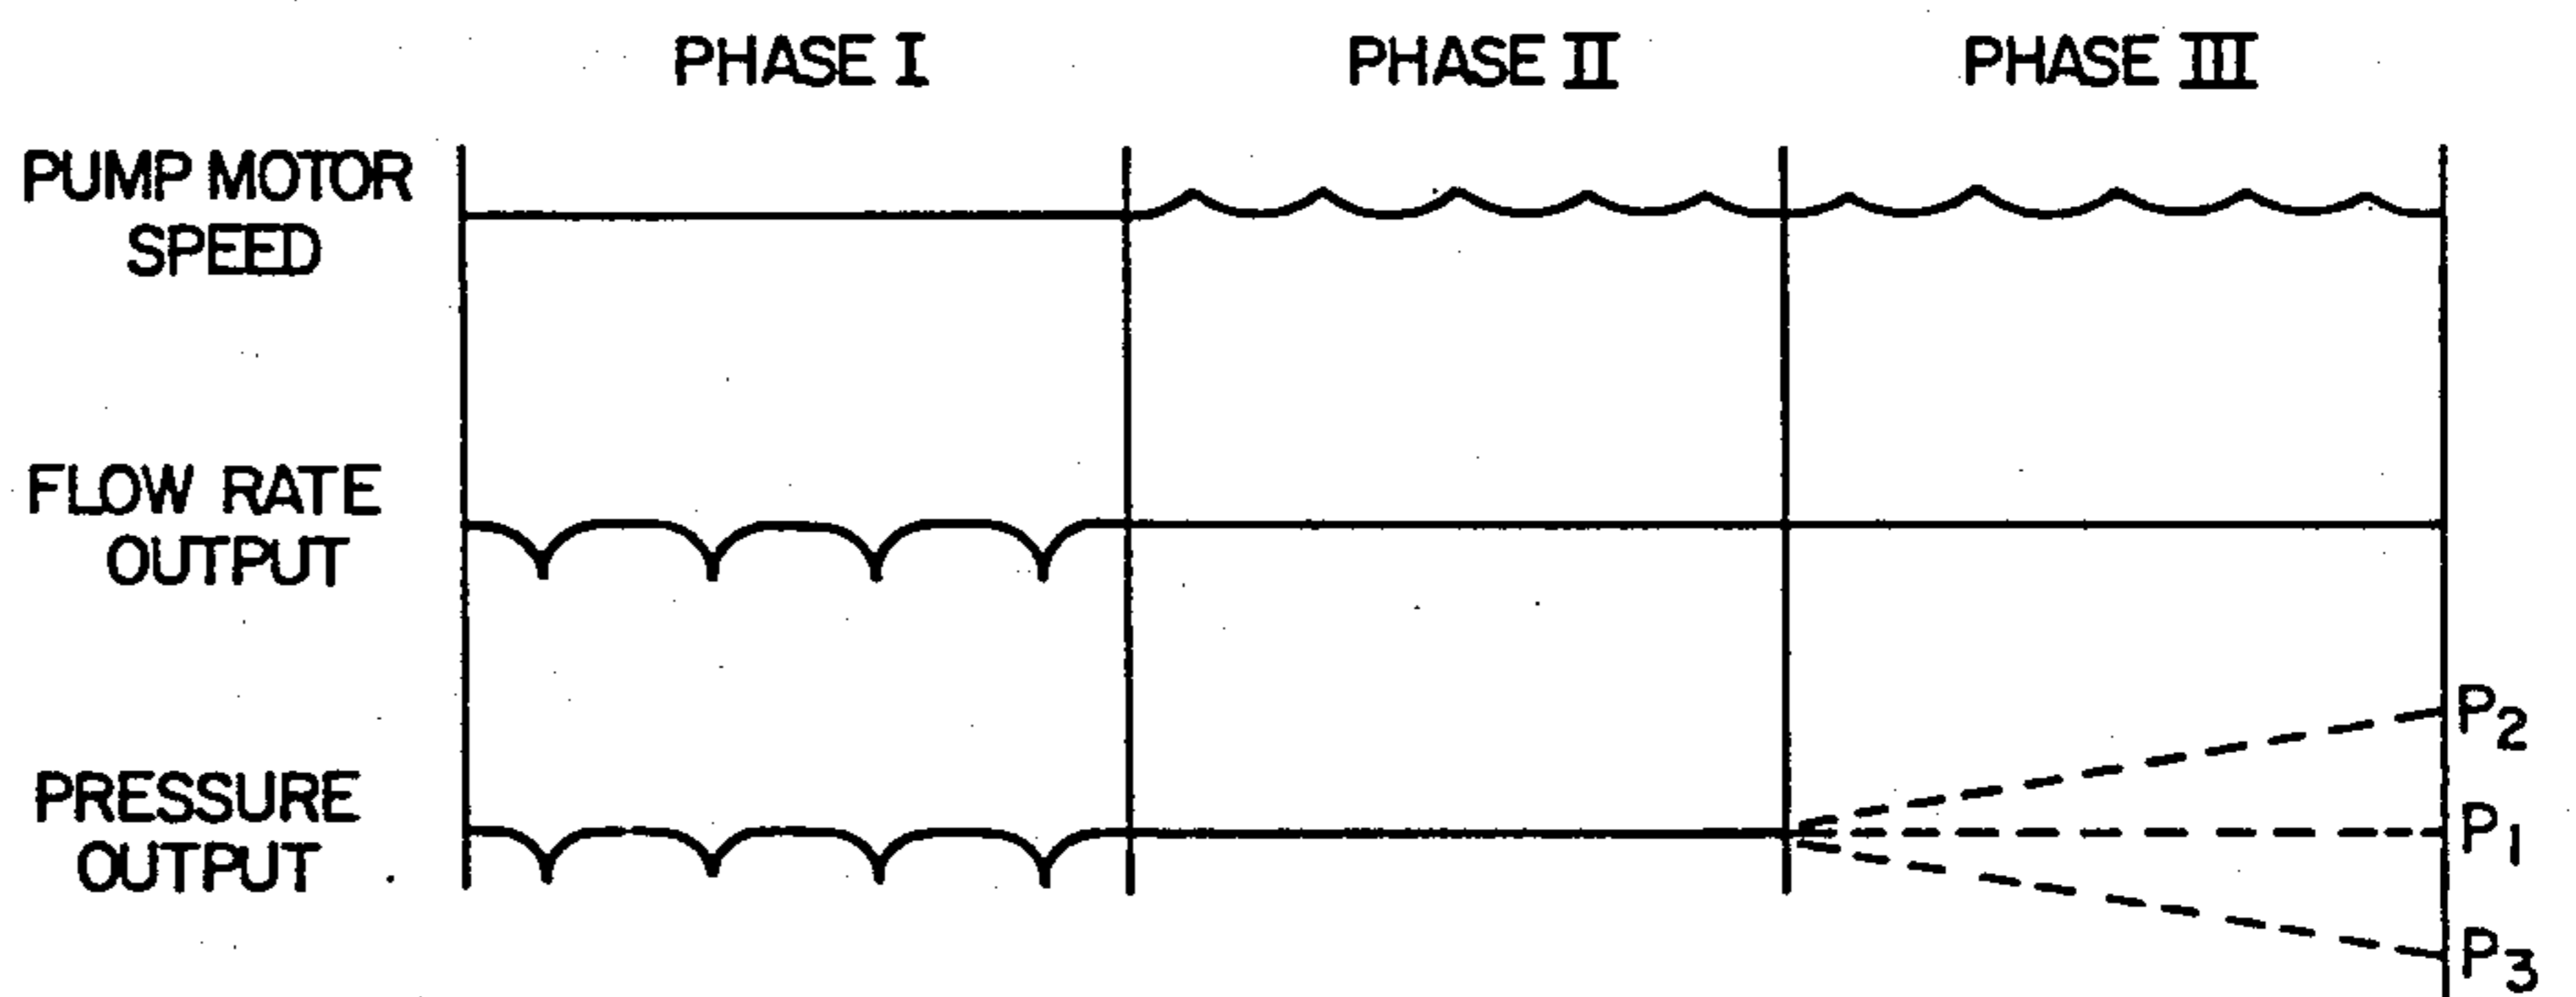 PHASE I
PHASE II
PHASE III
PUMP MOTOR
SPEED
FLOW RATE
OUTPUT
PRESSURE
OUTPUT
P2
P1
P3